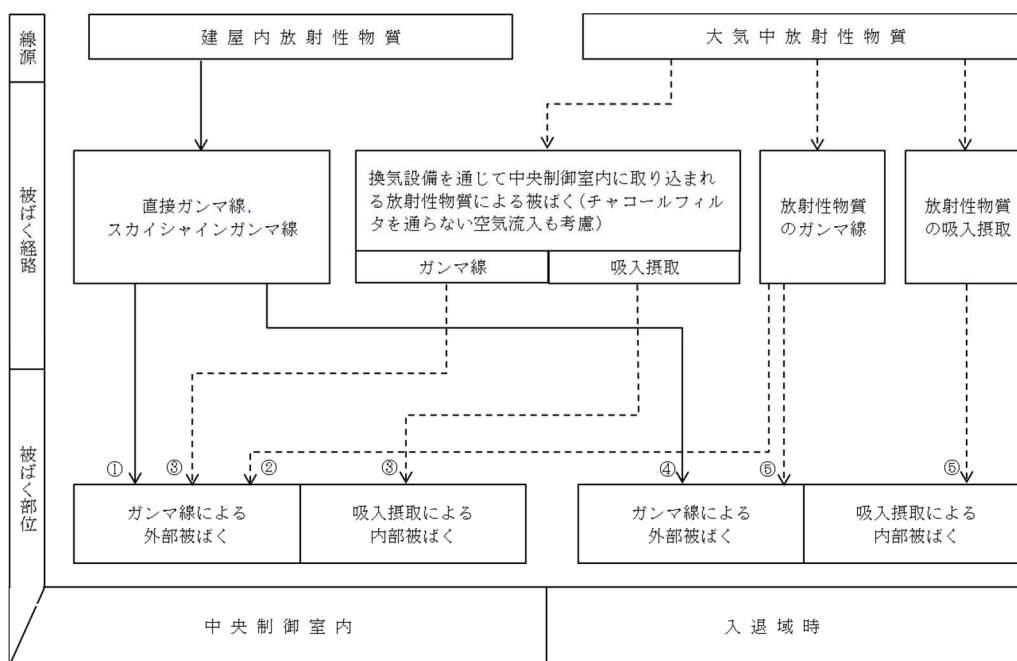 線源
建屋内放射性物質
大気中放射性物質
被ばく経路
直接ガンマ線,
スカイシャインガンマ線
換気設備を通じて中央制御室内に取り込まれ
る放射性物質による被ばく(チャコールフィル
タを通らない空気流入も考慮)
ガンマ線
吸入摂取
放射性物質
のガンマ線
放射性物質
の吸入摂取
被ばく部位
①
③
②
③
④
⑤
⑤
ガンマ線による
外部被ばく
吸入摂取による
内部被ばく
ガンマ線による
外部被ばく
吸入摂取による
内部被ばく
中央制御室内
入退域時